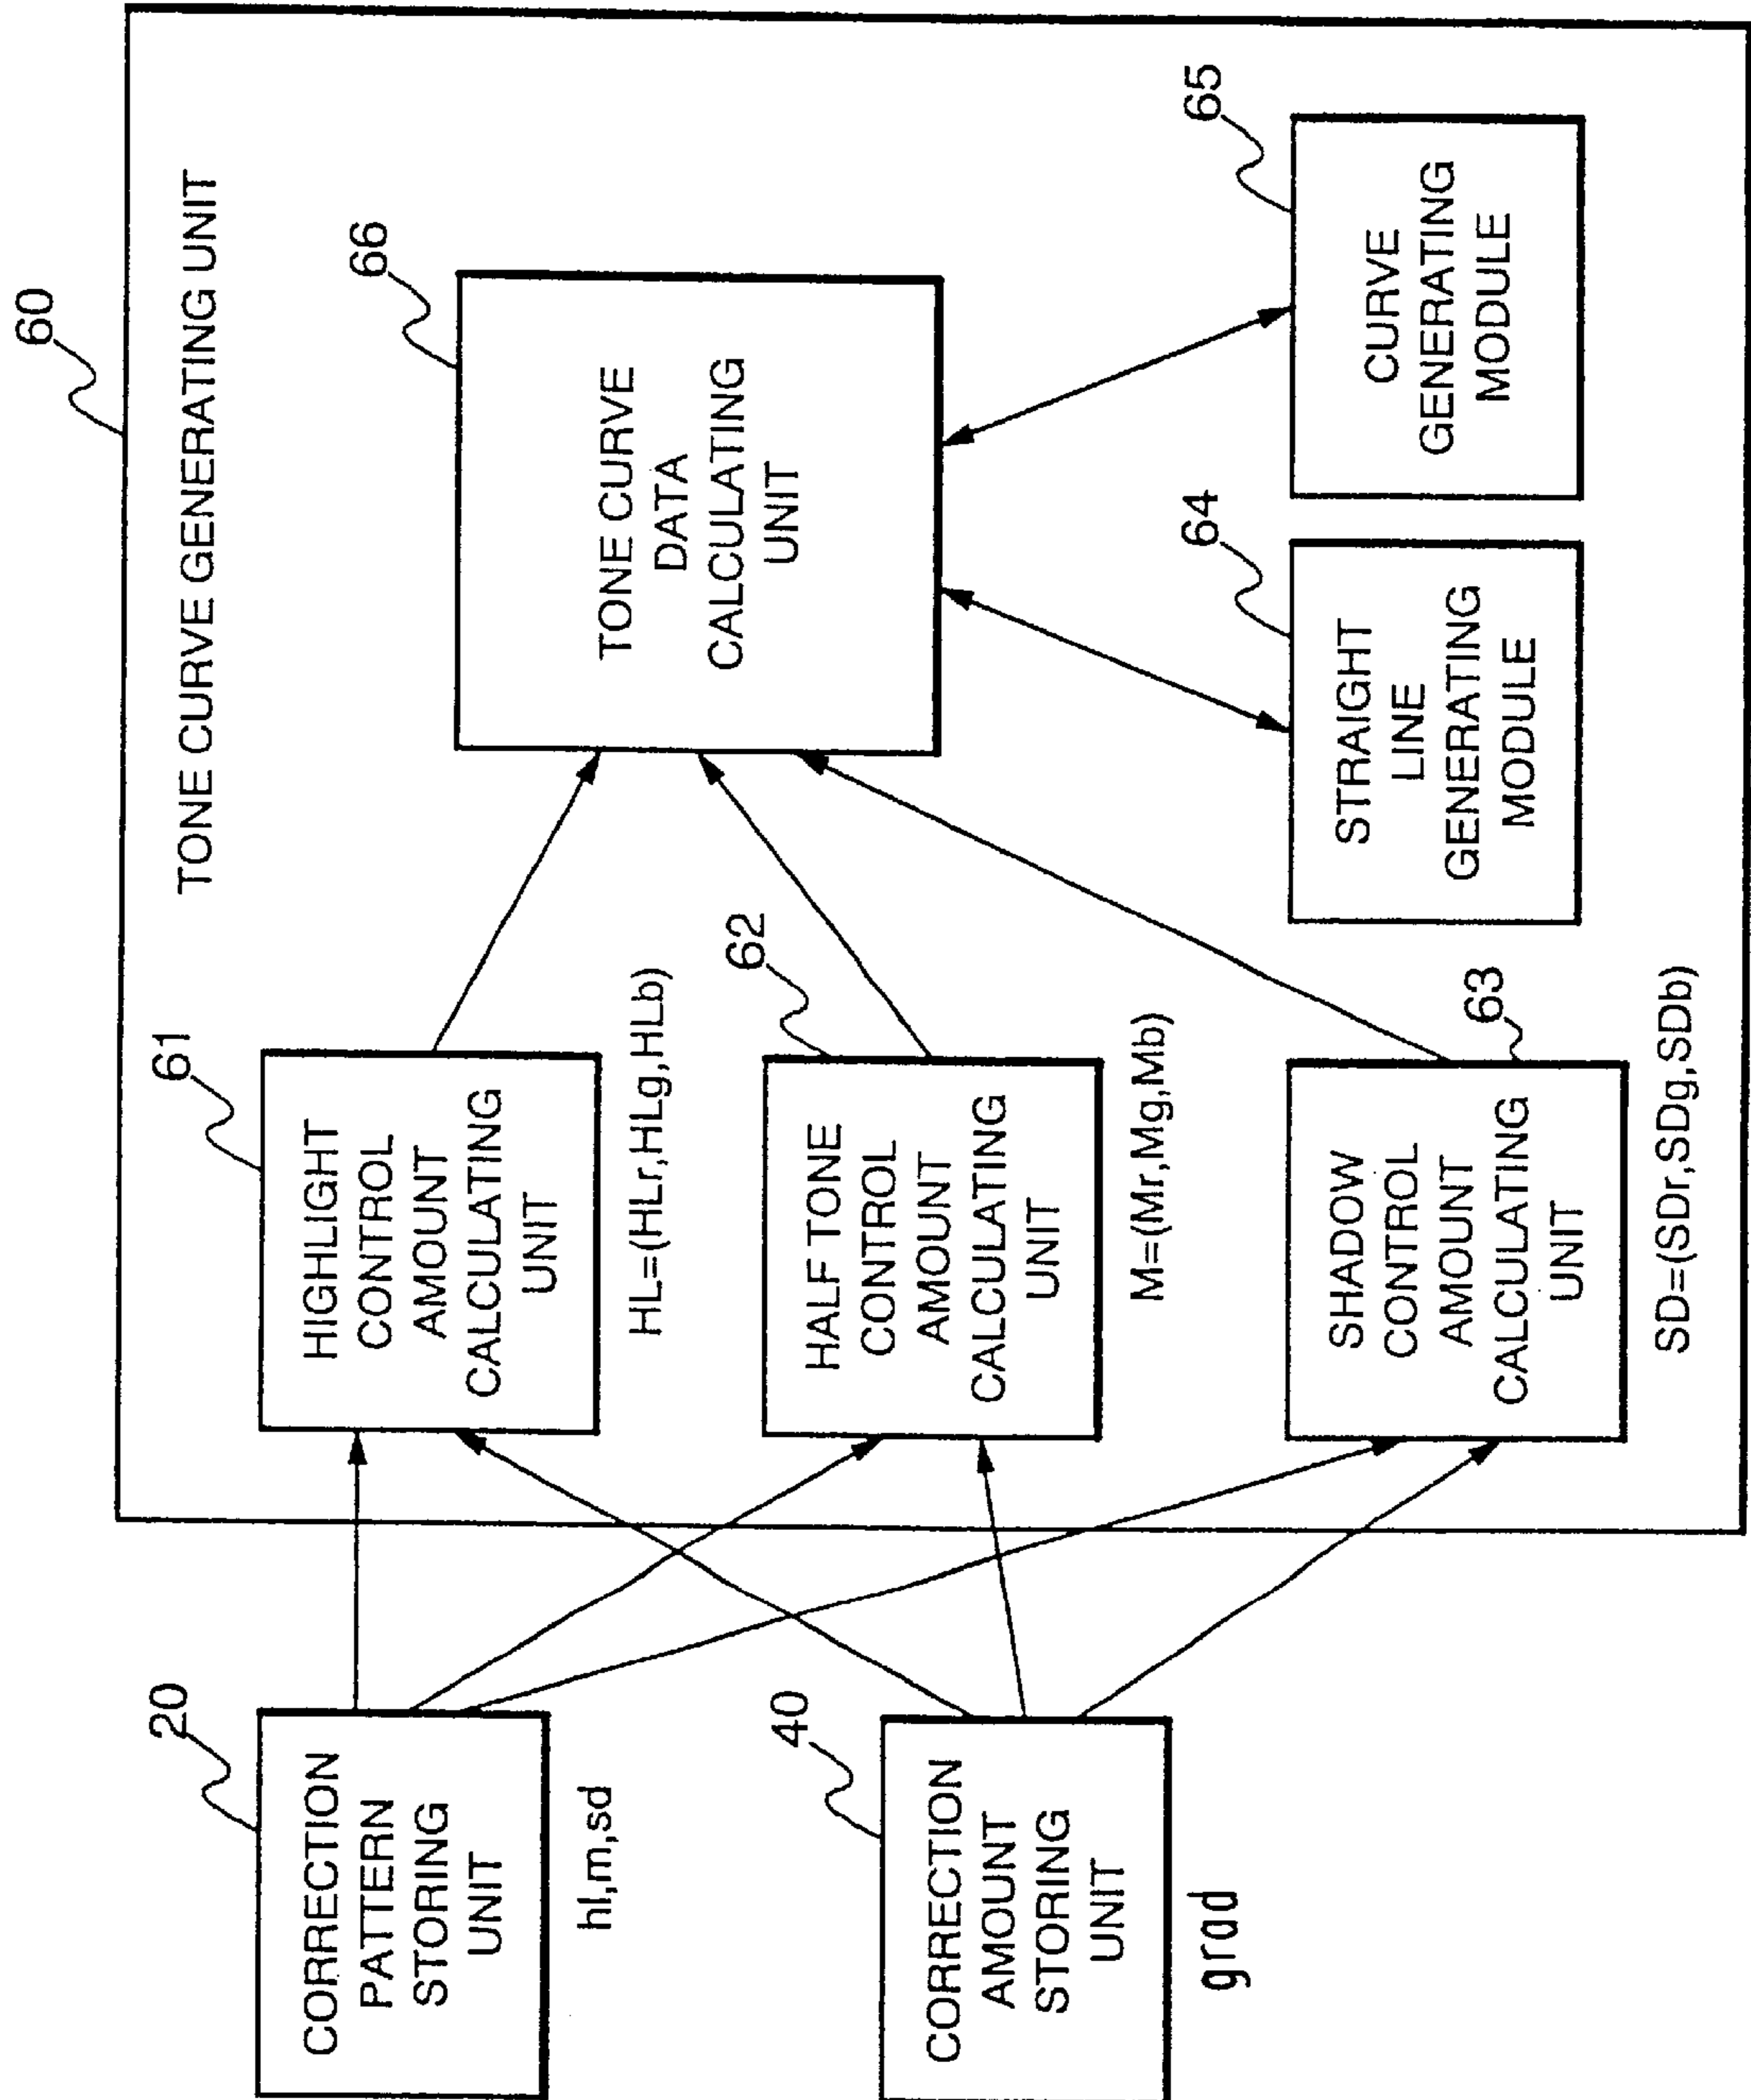 60
TONE CURVE GENERATING UNIT
20
CORRECTION
PATTERN
STORING
UNIT
hl,m,sd
40
CORRECTION
AMOUNT
STORING
UNIT
grad
61
HIGHLIGHT
CONTROL
AMOUNT
CALCULATING
UNIT
HL=(HLr,HLg,HLb)
62
HALF TONE
CONTROL
AMOUNT
CALCULATING
UNIT
M=(Mr,Mg,Mb)
63
SHADOW
CONTROL
AMOUNT
CALCULATING
UNIT
SD=(SDr,SDg,SDb)
66
TONE CURVE
DATA
CALCULATING
UNIT
64
STRAIGHT
LINE
GENERATING
MODULE
65
CURVE
GENERATING
MODULE